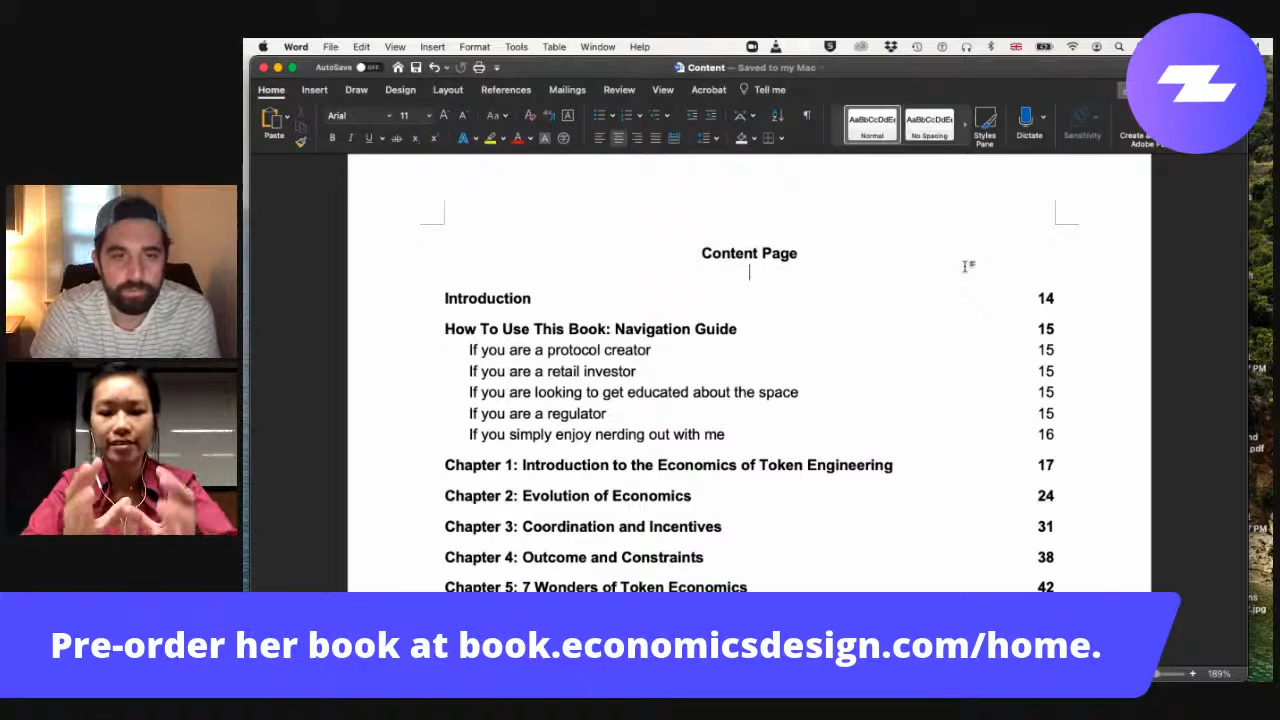 Word File Edit View Insert Format Tools Table Window Help
AutoSave OFF
Content — Saved to my Mac
Home Insert Draw Design Layout References Mailings Review View Acrobat Tell me
Paste
Arial 11
AaBbCcDdE AaBbCcDdE
Normal No Spacing
Styles Pane
Dictate
Sensitivity
Content Page
Introduction 14
How To Use This Book: Navigation Guide 15
If you are a protocol creator 15
If you are a retail investor 15
If you are looking to get educated about the space 15
If you are a regulator 15
If you simply enjoy nerding out with me 16
Chapter 1: Introduction to the Economics of Token Engineering 17
Chapter 2: Evolution of Economics 24
Chapter 3: Coordination and Incentives 31
Chapter 4: Outcome and Constraints 38
Chapter 5: 7 Wonders of Token Economics 42
Pre-order her book at book.economicsdesign.com/home.
189%